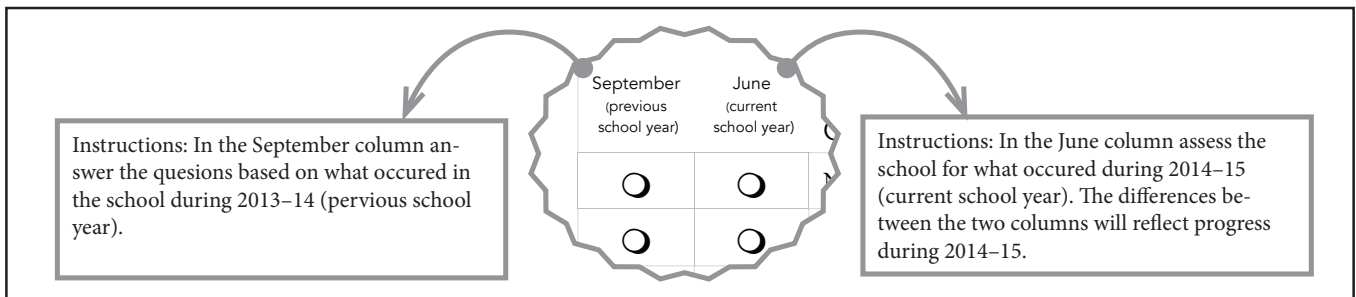 September
(previous
school year)
June
(current
school year)
Instructions: In the September column an-
swer the quesions based on what occured in
the school during 2013–14 (pervious school
year).
Instructions: In the June column assess the
school for what occured during 2014–15
(current school year). The differences be-
tween the two columns will reflect progress
during 2014–15.